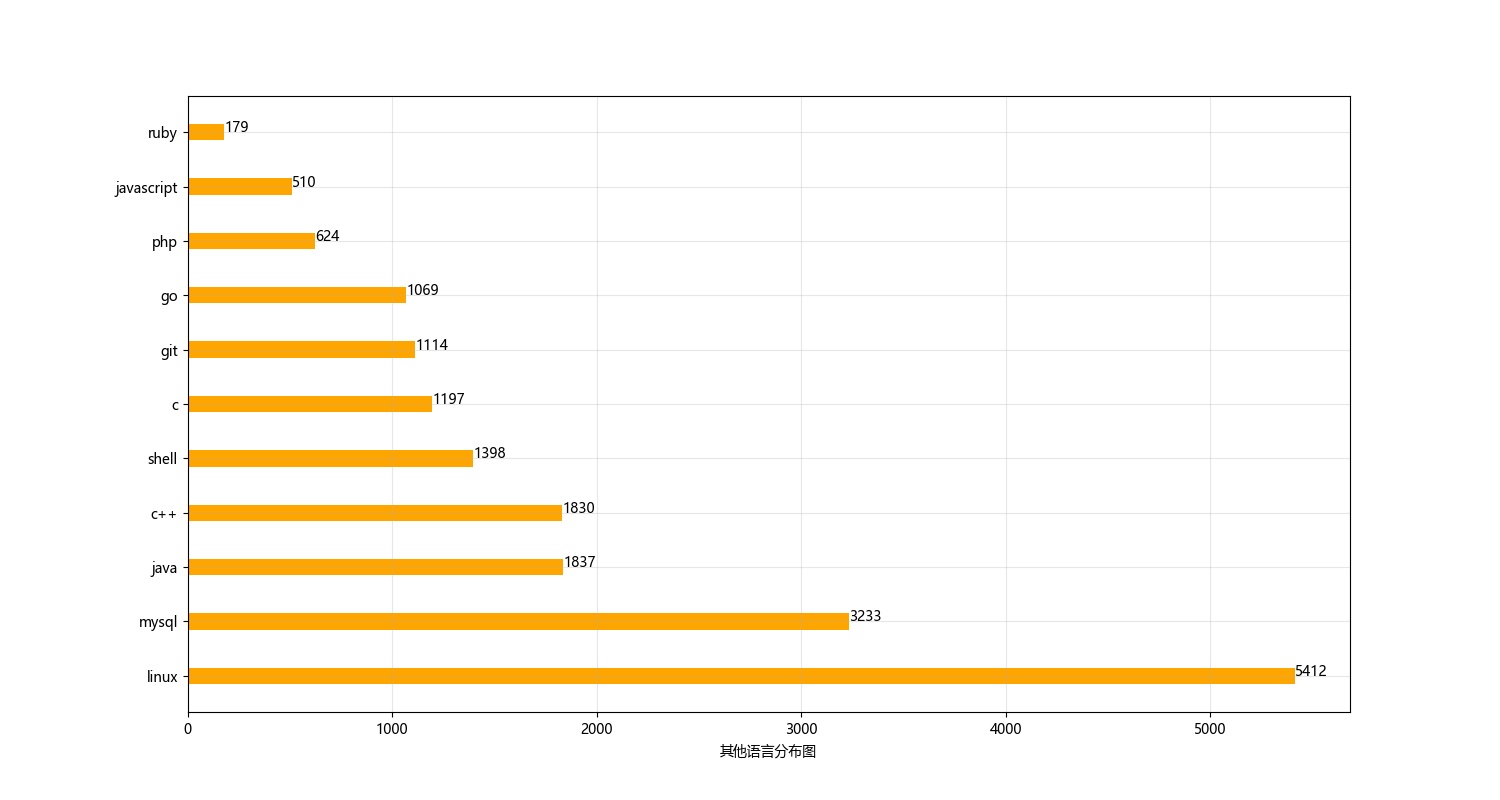 ruby 179
javascript 510
php 624
go 1069
git 1114
c 1197
shell 1398
c++ 1830
java 1837
mysql 3233
linux 5412
0 1000 2000 3000 4000 5000
其他语言分布图